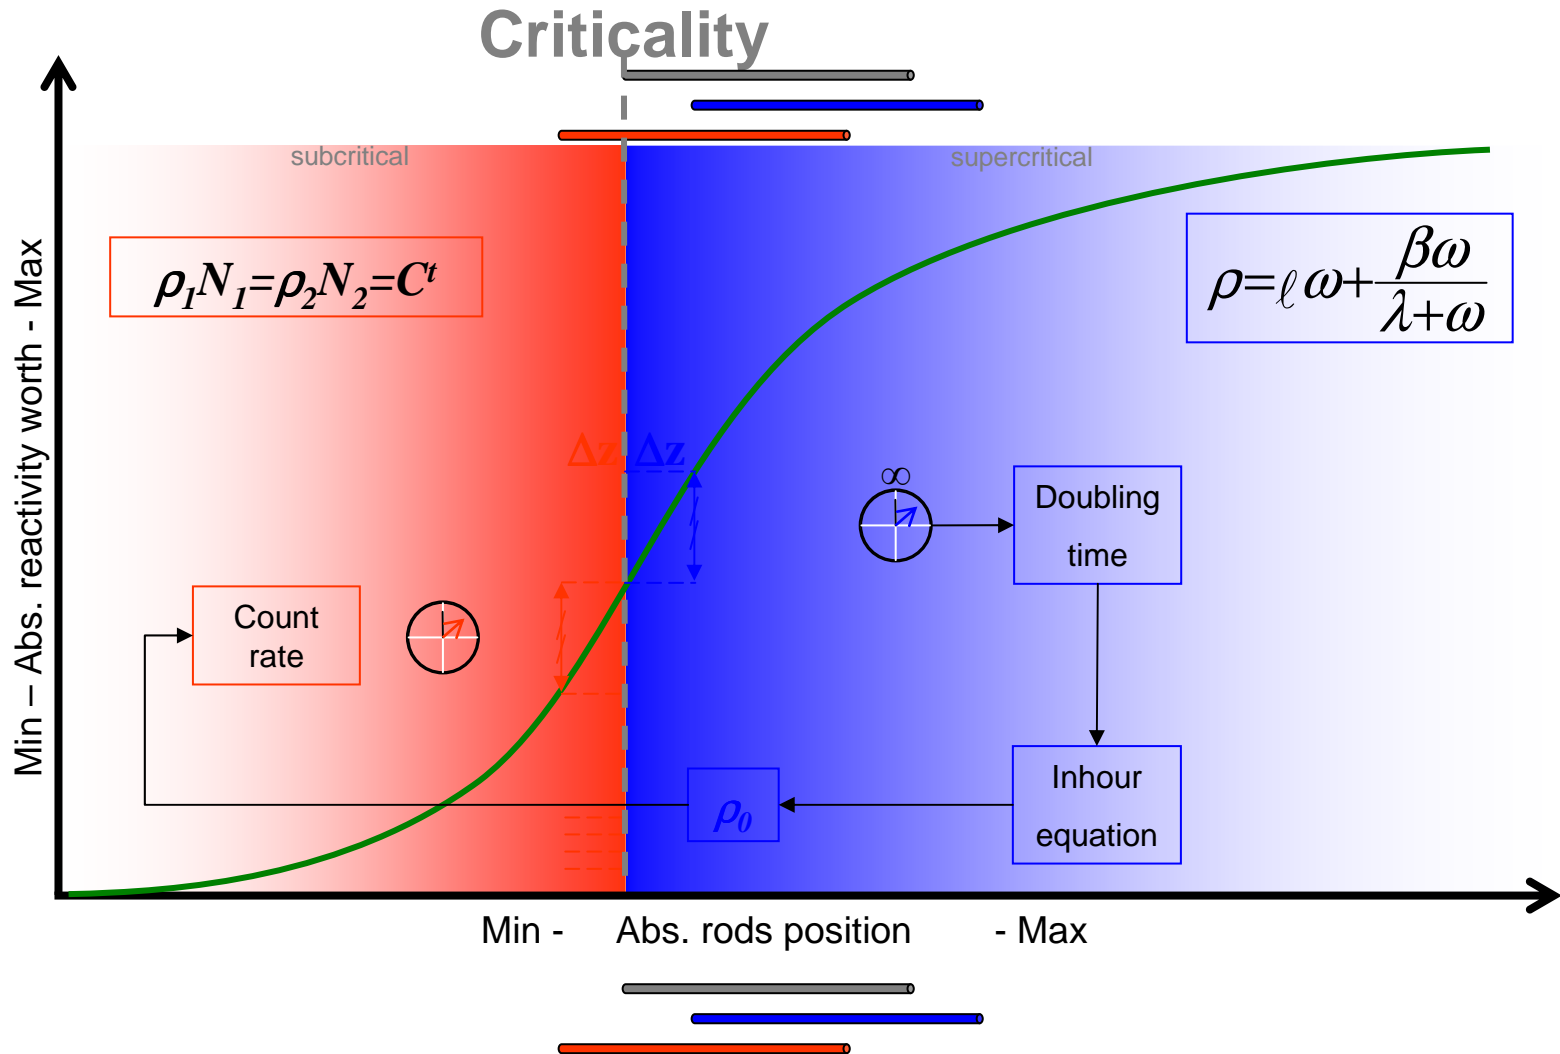 Criticality
subcritical
supercritical
Min – Abs. reactivity worth - Max
ρ₁N₁=ρ₂N₂=Cᵗ
ρ=ℓω+βω/(λ+ω)
Δz Δz
∞
Doubling
time
Count
rate
Inhour
equation
ρ₀
Min - Abs. rods position - Max